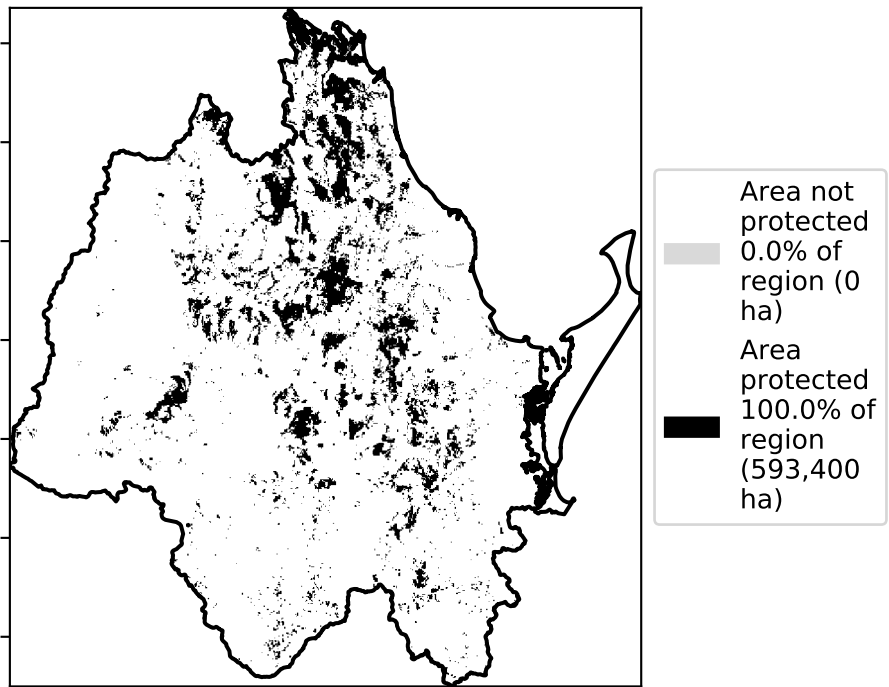 Area not
protected
0.0% of
region (0
ha)
Area
protected
100.0% of
region
(593,400
ha)